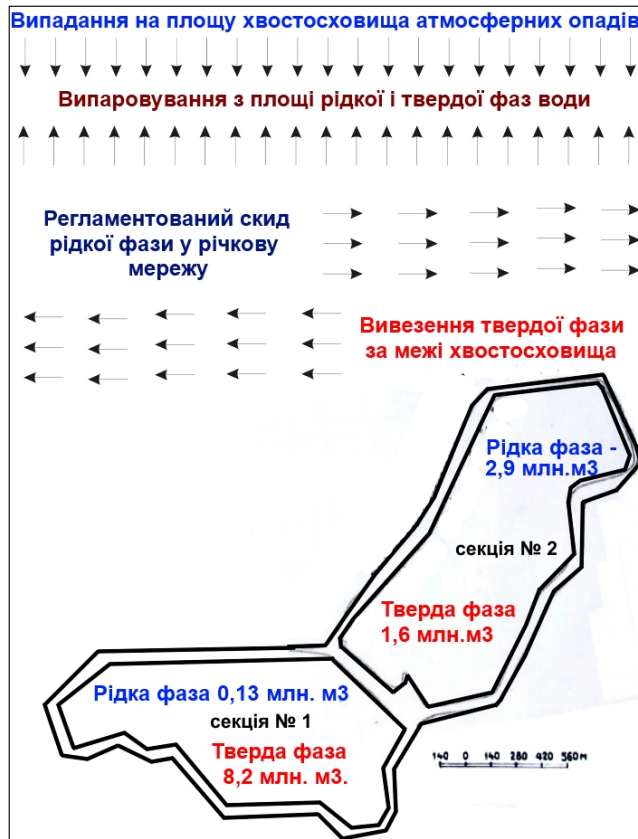 Випадання на площу хвостосховища атмосферних опадів
Випаровування з площі рідкої і твердої фаз води
Регламентований скид
рідкої фази у річкову
мережу
Вивезення твердої фази
за межі хвостосховища
Рідка фаза -
2,9 млн.м3
секція № 2
Тверда фаза
1,6 млн.м3
Рідка фаза 0,13 млн. м3
секція № 1
Тверда фаза
8,2 млн. м3.
140 0 140 280 420 560м